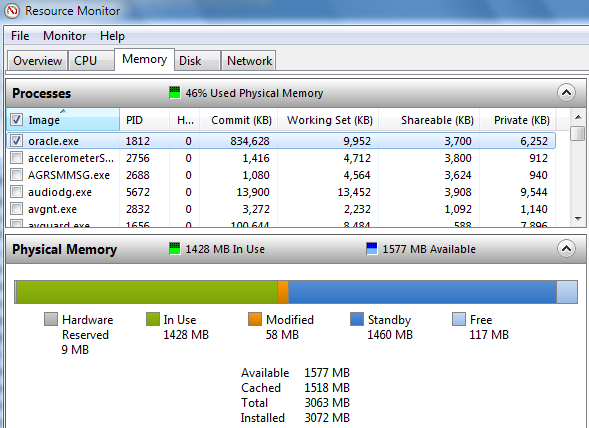 Resource Monitor
File Monitor Help
Overview CPU Memory Disk Network
Processes 46% Used Physical Memory
Image PID H... Commit (KB) Working Set (KB) Shareable (KB) Private (KB)
oracle.exe 1812 0 834,628 9,952 3,700 6,252
accelerometerS... 2756 0 1,416 4,712 3,800 912
AGRSMMSG.exe 2688 0 1,080 4,564 3,624 940
audiodg.exe 5672 0 13,900 13,452 3,908 9,544
avgnt.exe 2832 0 3,272 2,232 1,092 1,140
avguard.exe 1656 0 100,644 8,484 588 7,896
Physical Memory 1428 MB In Use 1577 MB Available
Hardware Reserved In Use Modified Standby Free
9 MB 1428 MB 58 MB 1460 MB 117 MB
Available 1577 MB
Cached 1518 MB
Total 3063 MB
Installed 3072 MB